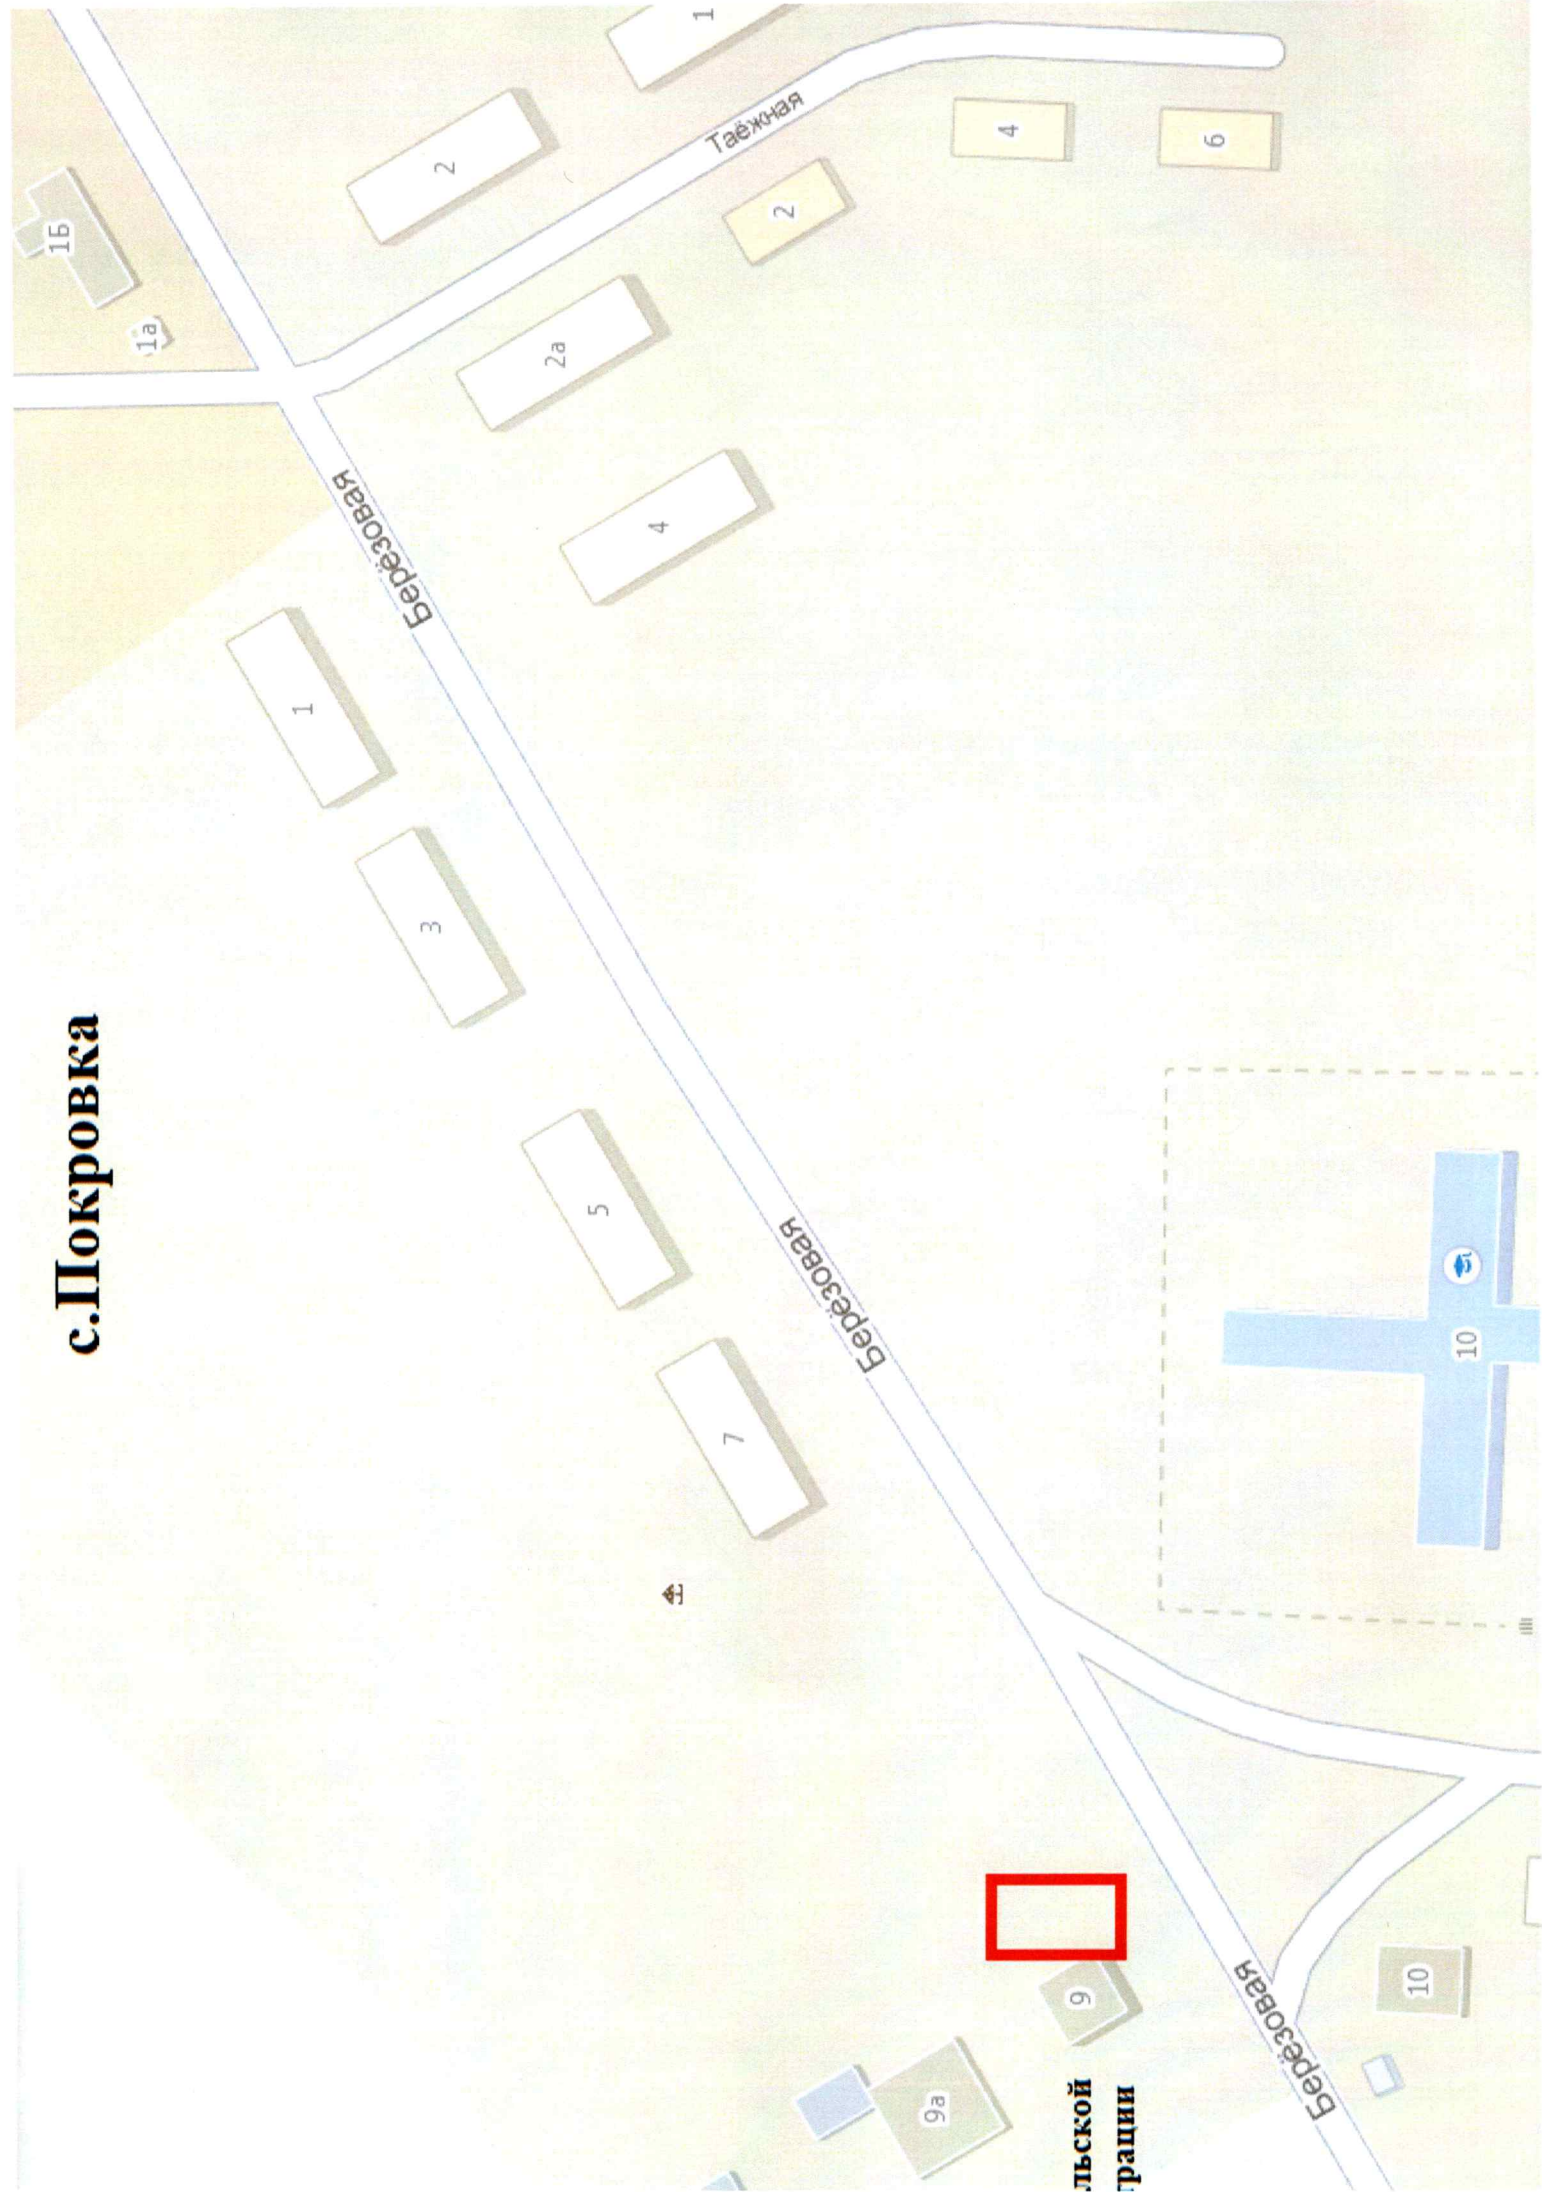 с.Покровка
1Б
1а
2
1
Таёжная
2
4
6
2а
4
Берёзовая
1
3
5
7
Берёзовая
10
9
9а
Берёзовая
10
льской
трации